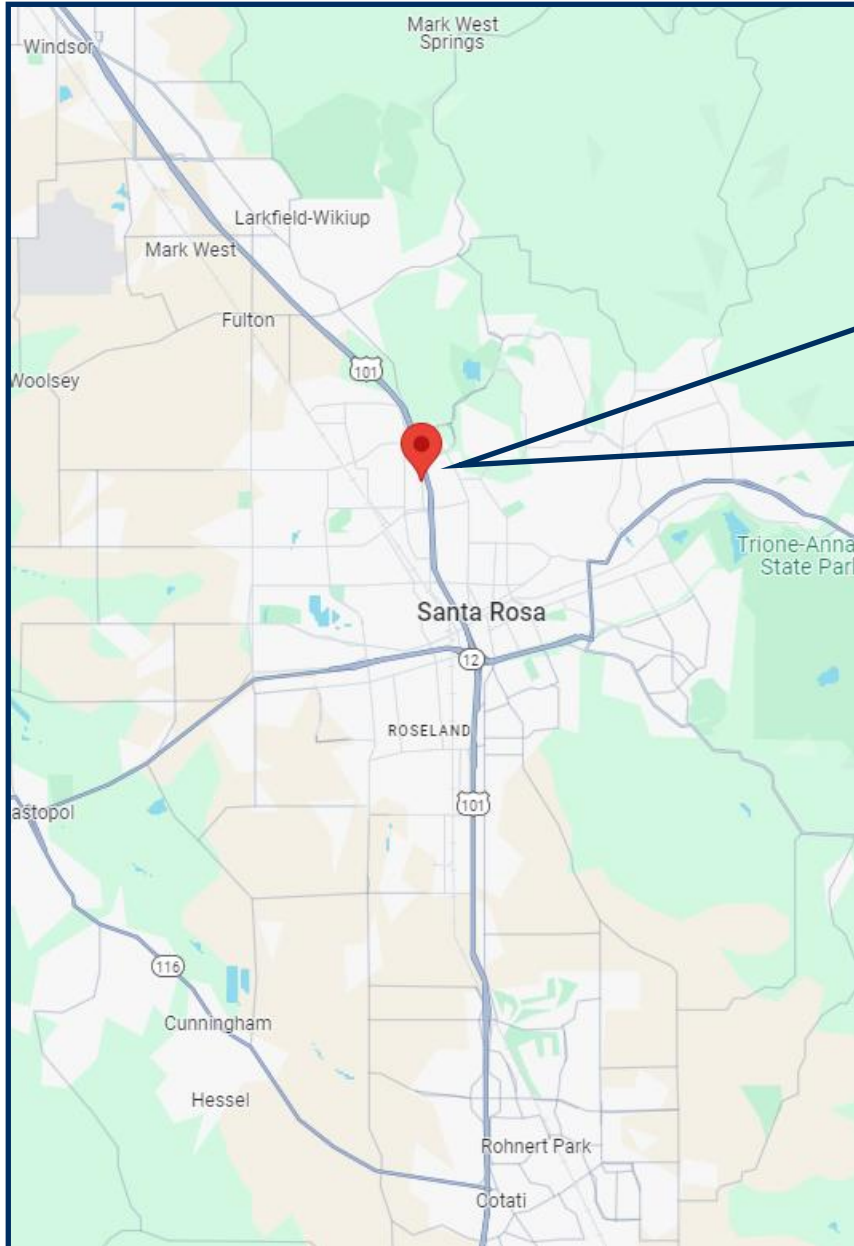 Windsor
Mark West
Springs
Larkfield-Wikiup
Mark West
Fulton
101
Woolsey
Trione-Anna
State Park
Santa Rosa
12
ROSELAND
101
astopol
116
Cunningham
Hessel
Rohnert Park
Cotati